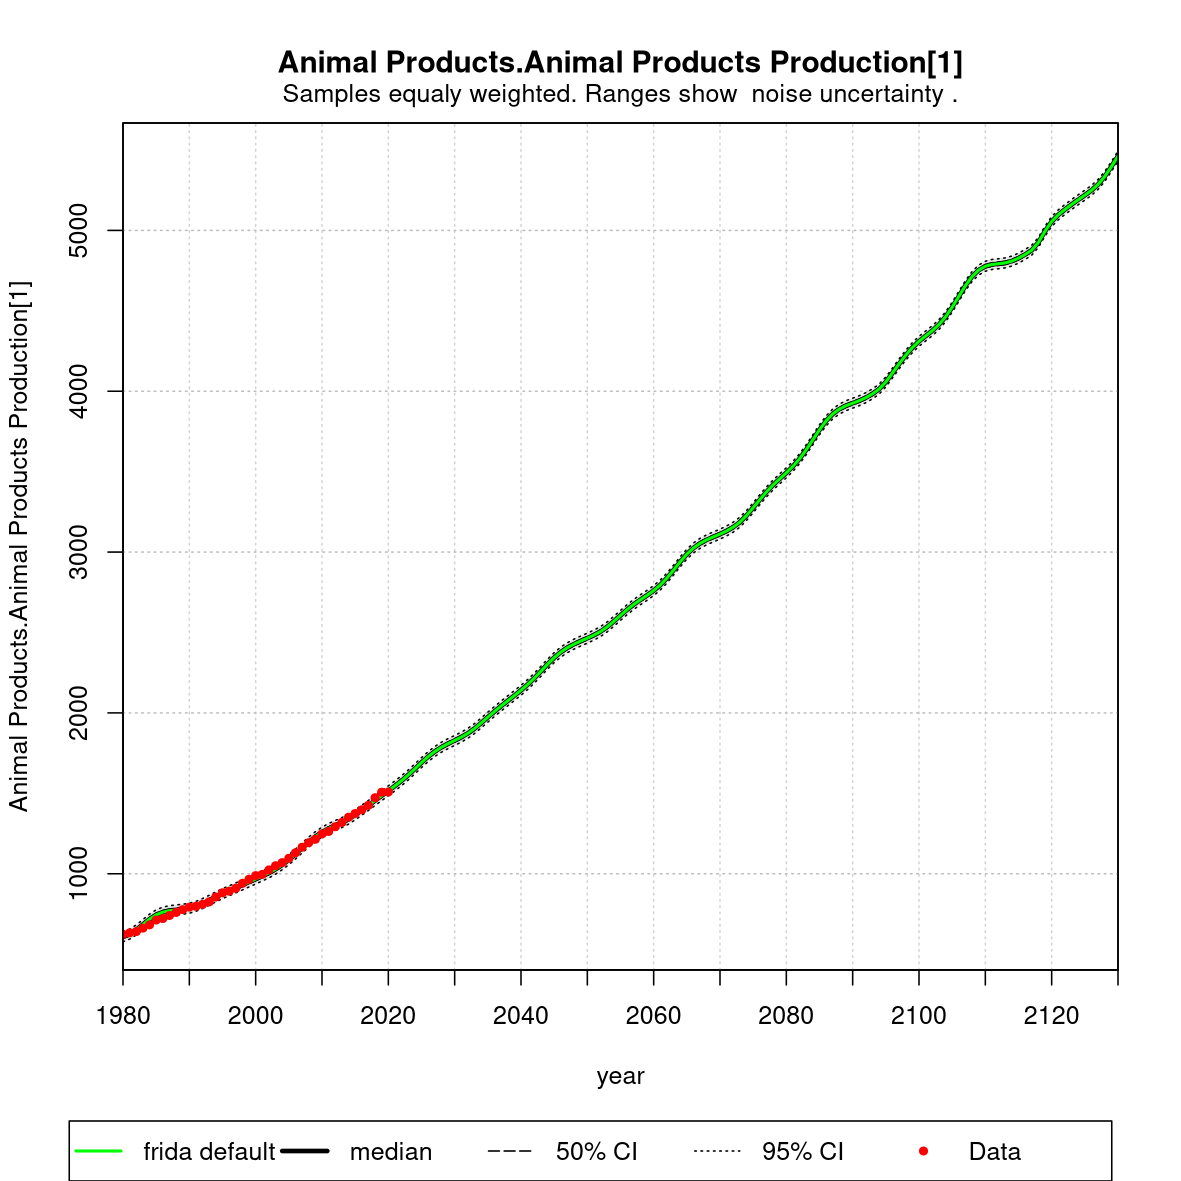 Animal Products.Animal Products Production[1]
Samples equaly weighted. Ranges show  noise uncertainty .
Animal Products.Animal Products Production[1]
5000
4000
3000
2000
1000
1980 2000 2020 2040 2060 2080 2100 2120
year
frida default median 50% CI 95% CI Data